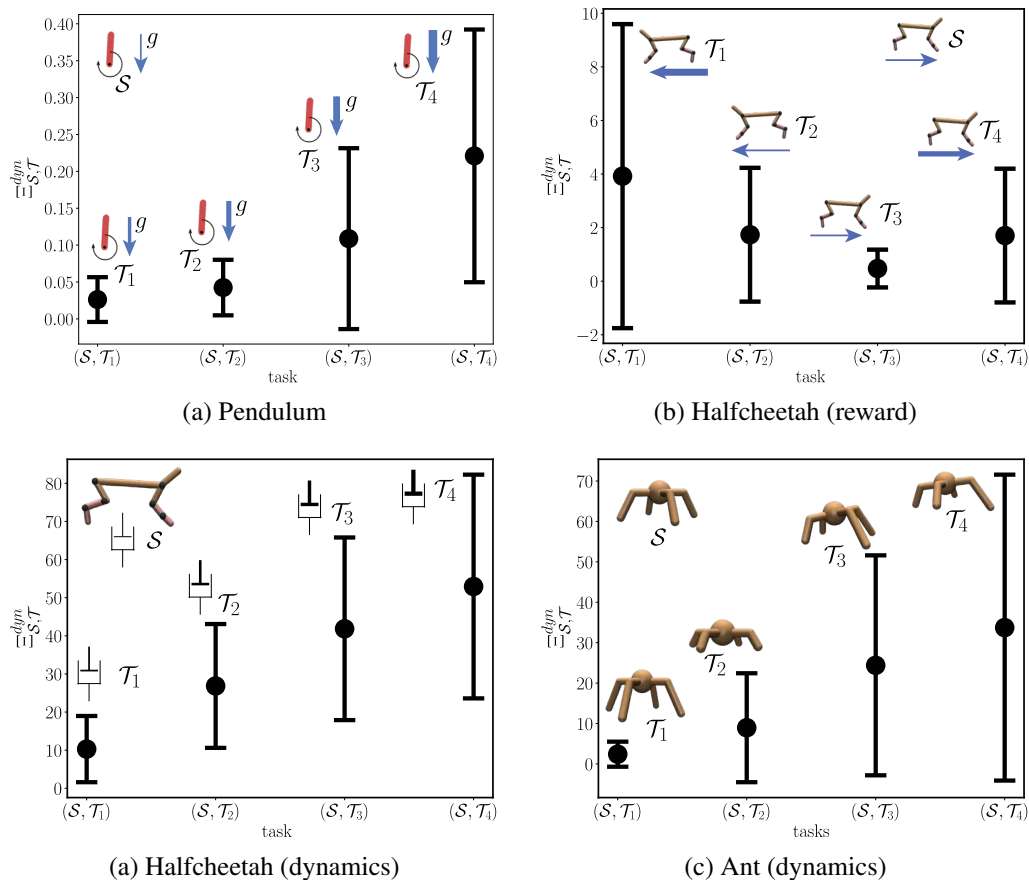 0.40
0.35
0.30
0.25
0.20
0.15
0.10
0.05
0.00
Ξ^{dyn}_{𝒮,𝒯}
𝒮
g
𝒯₁
g
𝒯₂
g
𝒯₃
g
𝒯₄
g
(𝒮, 𝒯₁) (𝒮, 𝒯₂) (𝒮, 𝒯₃) (𝒮, 𝒯₄)
task
(a) Pendulum
10
8
6
4
2
0
−2
Ξ^{dyn}_{𝒮,𝒯}
𝒯₁
𝒮
𝒯₂
𝒯₄
𝒯₃
(𝒮, 𝒯₁) (𝒮, 𝒯₂) (𝒮, 𝒯₃) (𝒮, 𝒯₄)
task
(b) Halfcheetah (reward)
80
70
60
50
40
30
20
10
0
Ξ^{dyn}_{𝒮,𝒯}
𝒮
𝒯₁
𝒯₂
𝒯₃
𝒯₄
(𝒮, 𝒯₁) (𝒮, 𝒯₂) (𝒮, 𝒯₃) (𝒮, 𝒯₄)
task
(a) Halfcheetah (dynamics)
70
60
50
40
30
20
10
0
Ξ^{dyn}_{𝒮,𝒯}
𝒮
𝒯₁
𝒯₂
𝒯₃
𝒯₄
(𝒮, 𝒯₁) (𝒮, 𝒯₂) (𝒮, 𝒯₃) (𝒮, 𝒯₄)
tasks
(c) Ant (dynamics)